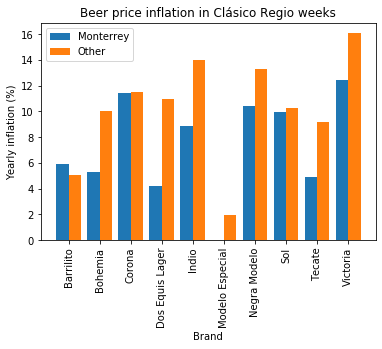 Beer price inflation in Clásico Regio weeks
Monterrey
Other
Yearly inflation (%)
16
14
12
10
8
6
4
2
0
Barrilito
Bohemia
Corona
Dos Equis Lager
Indio
Modelo Especial
Negra Modelo
Sol
Tecate
Victoria
Brand